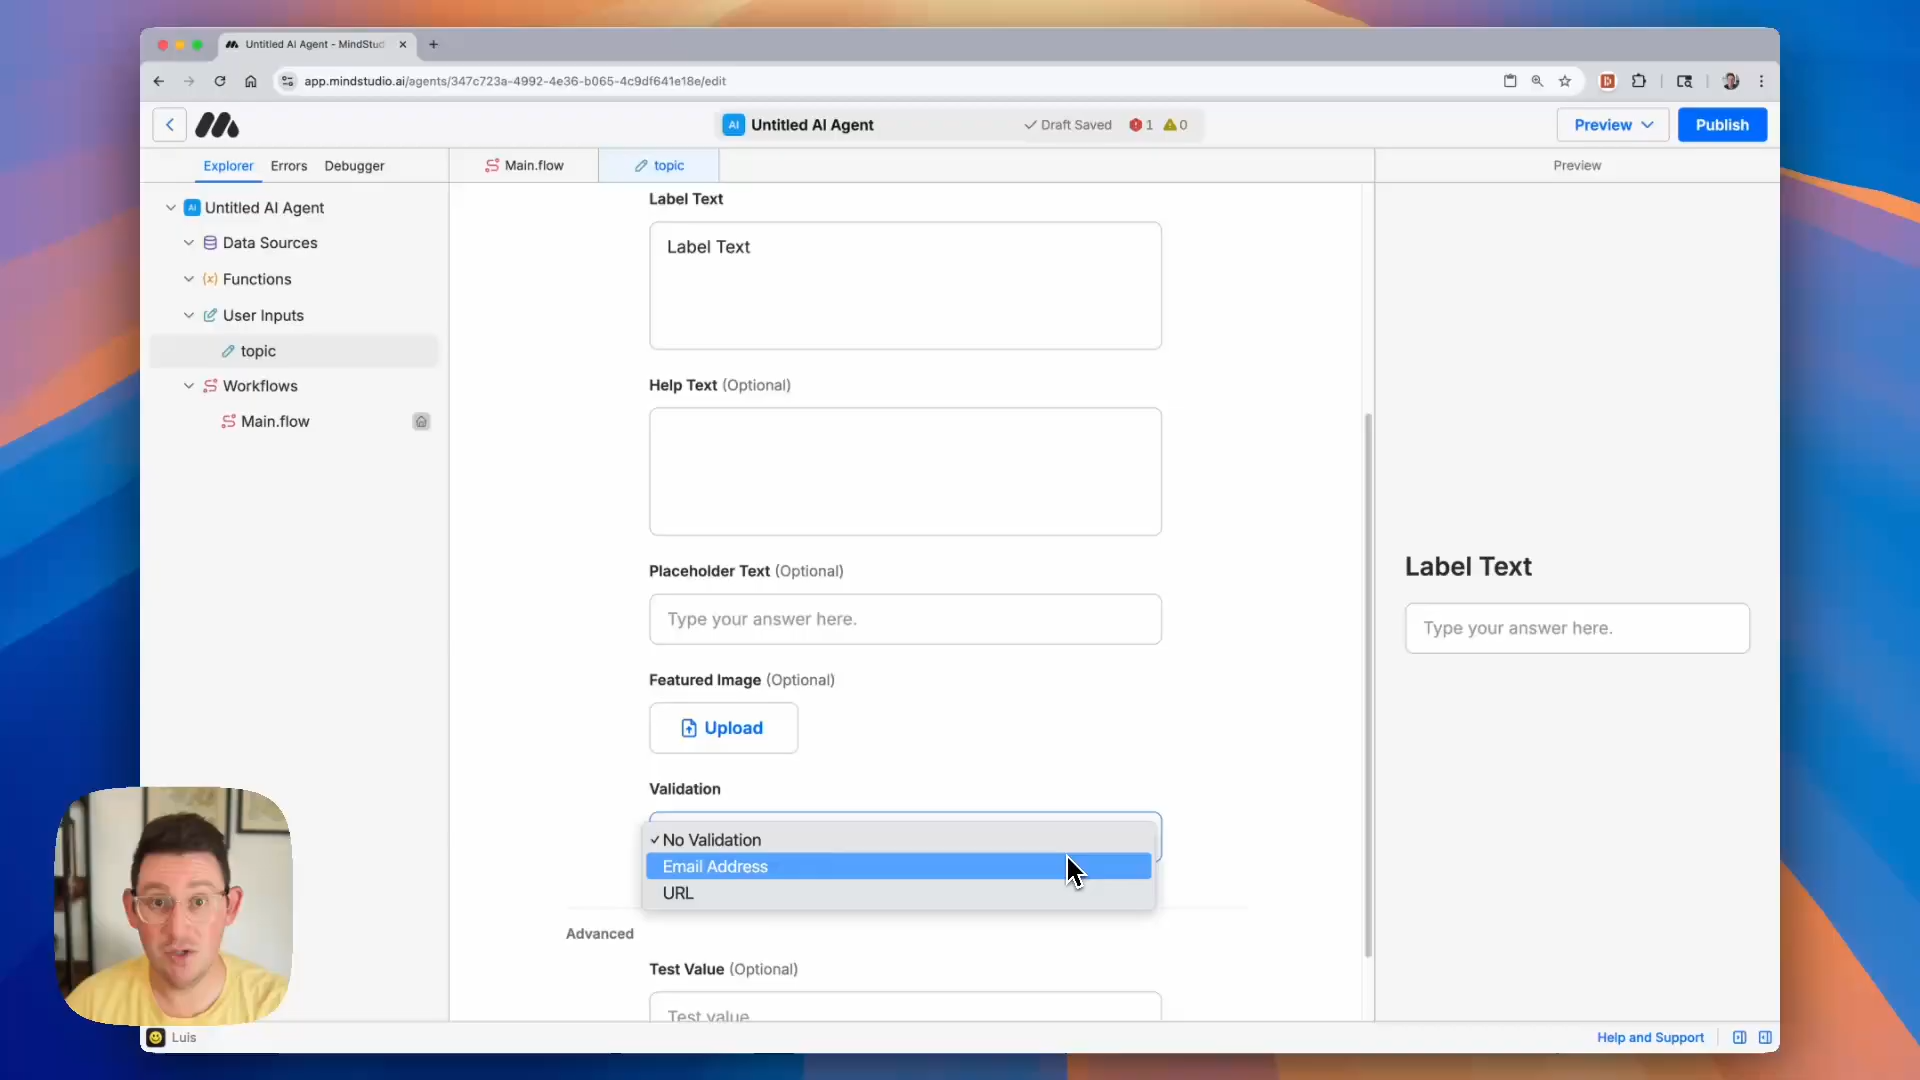 Untitled AI Agent - MindStud
app.mindstudio.ai/agents/347c723a-4992-4e36-b065-4c9df641e18e/edit
AI Untitled AI Agent
Draft Saved 1 0
Preview
Publish
Explorer Errors Debugger
Main.flow
topic
Preview
AI Untitled AI Agent
Data Sources
Functions
User Inputs
topic
Workflows
Main.flow
Label Text
Label Text
Help Text (Optional)
Placeholder Text (Optional)
Type your answer here.
Featured Image (Optional)
Upload
Validation
✓ No Validation
Email Address
URL
Advanced
Test Value (Optional)
Test value
Label Text
Type your answer here.
Luis
Help and Support